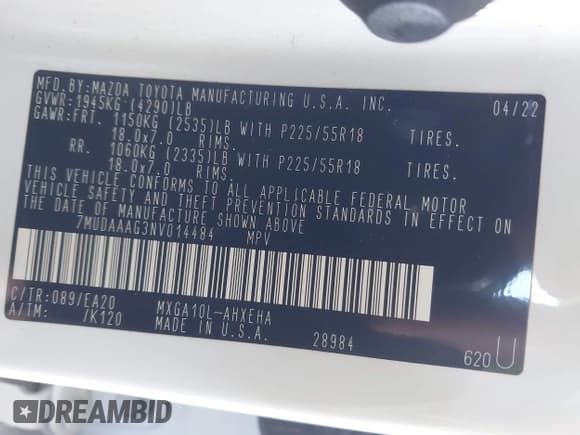 MFD.BY:MAZDA TOYOTA MANUFACTURING U.S.A. INC. 04/22
GVWR:1945KG (4290)LB
GAWR:FRT. 1150KG (2535)LB WITH P225/55R18 TIRES.
18.0x7.0 RIMS.
RR. 1060KG (2335)LB WITH P225/55R18 TIRES.
18.0x7.0 RIMS.
THIS VEHICLE CONFORMS TO ALL APPLICABLE FEDERAL MOTOR
VEHICLE SAFETY AND THEFT PREVENTION STANDARDS IN EFFECT ON
THE DATE OF MANUFACTURE SHOWN ABOVE
7MUDAAAG3NV014484 MPV
C/TR:089/EA20 MXGA10L-AHXEHA
A/TM: /K120 MADE IN U.S.A. 28984 620 U
DREAMBID